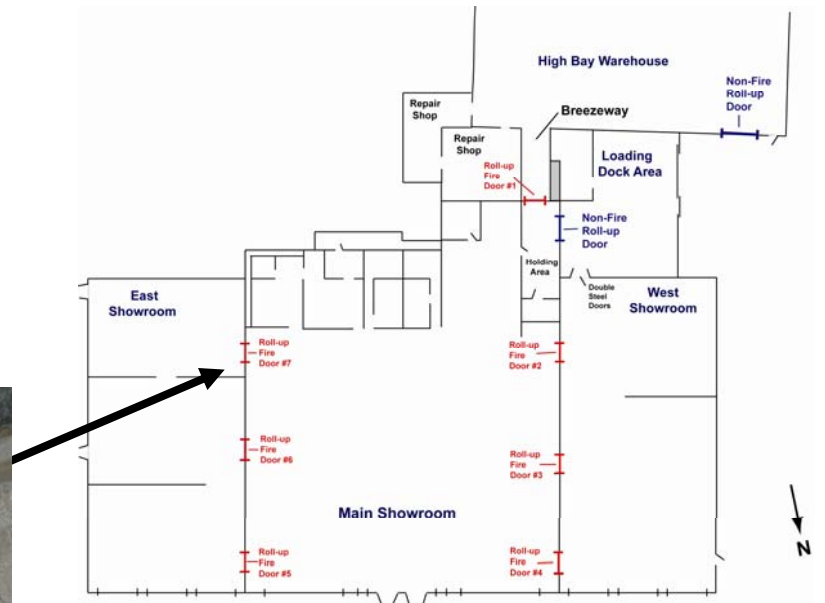 High Bay Warehouse
Non-Fire
Roll-up
Door
Repair
Shop
Breezeway
Repair
Shop
Loading
Dock Area
Roll-up
Fire
Door #1
Non-Fire
Roll-up
Door
Holding
Area
Double
Steel
Doors
East
Showroom
West
Showroom
Roll-up
Fire
Door #7
Roll-up
Fire
Door #2
Roll-up
Fire
Door #6
Roll-up
Fire
Door #3
Main Showroom
Roll-up
Fire
Door #5
Roll-up
Fire
Door #4
N